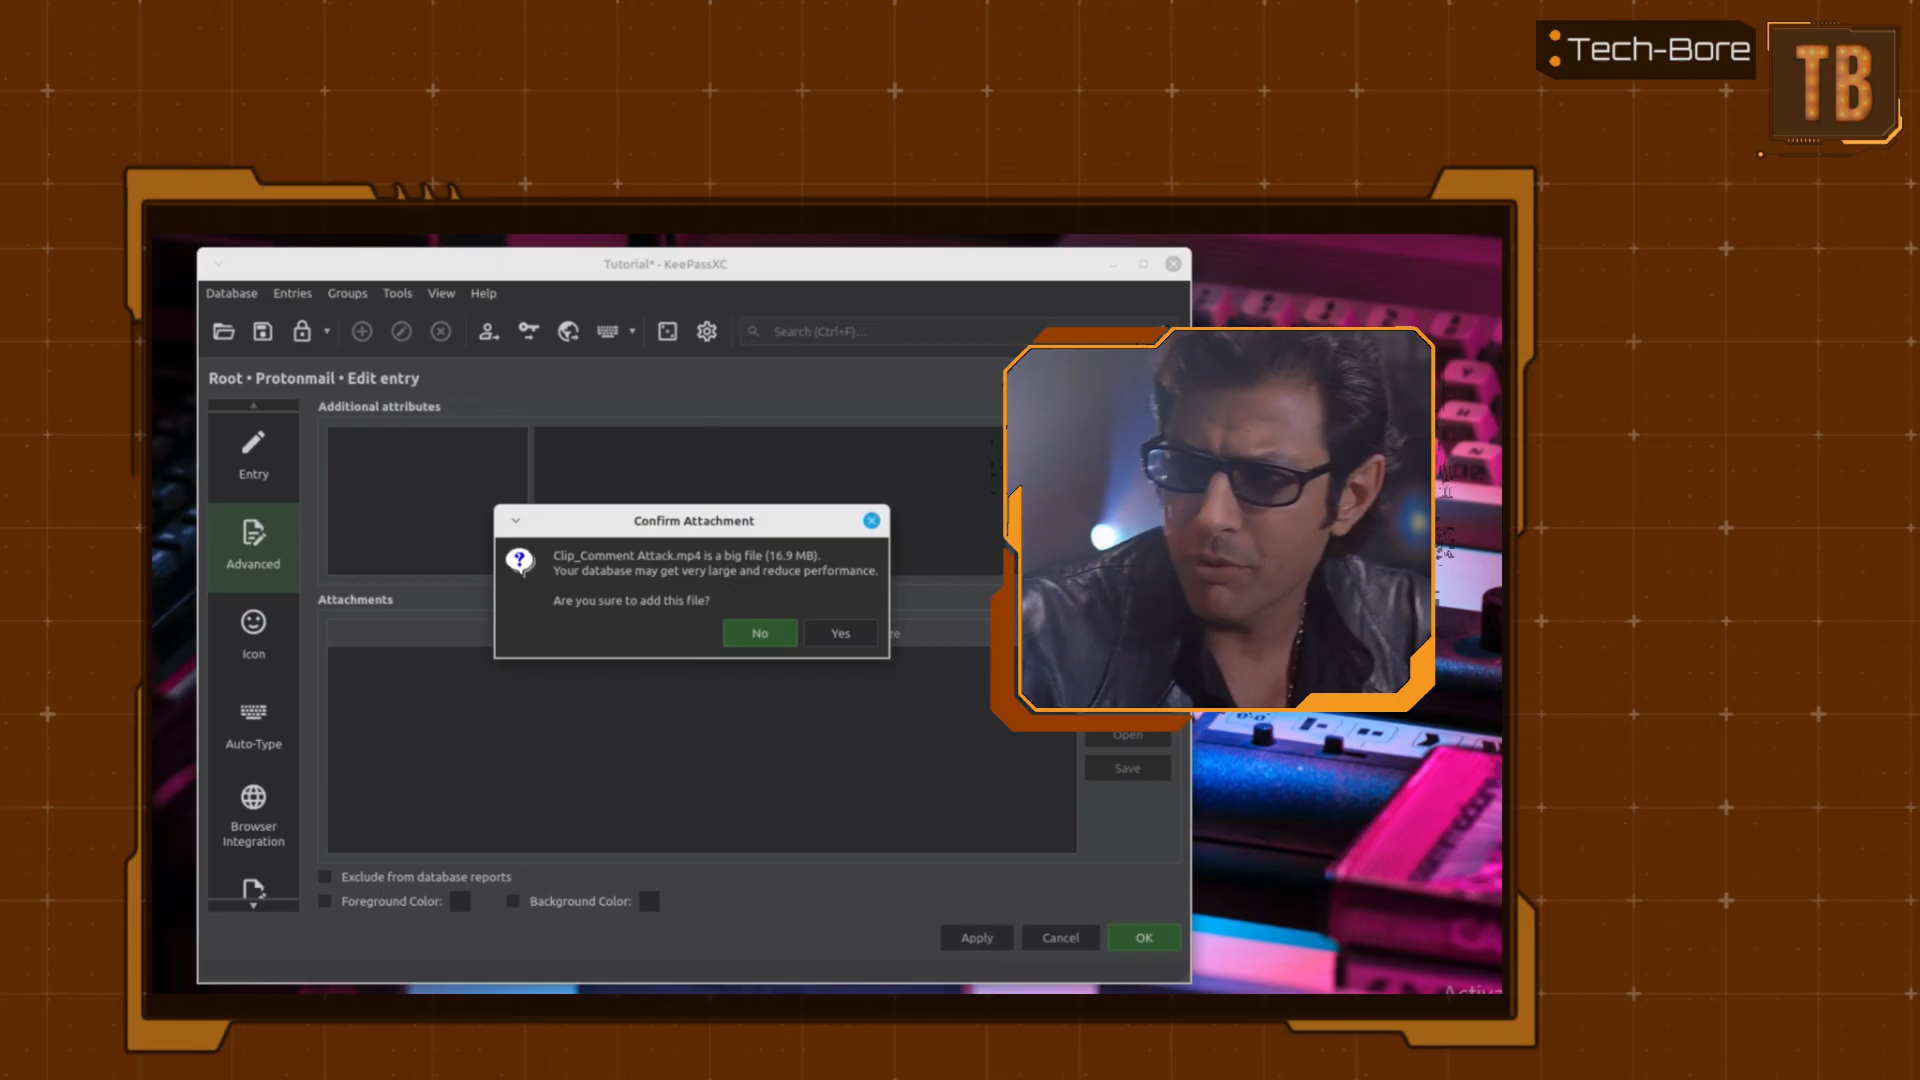 Tech-Bore
TB
Tutorial* - KeePassXC
Database Entries Groups Tools View Help
Search (Ctrl+F)...
Root • Protonmail • Edit entry
Additional attributes
Entry
Advanced
Icon
Auto-Type
Browser
Integration
Confirm Attachment
Clip_Comment Attack.mp4 is a big file (16.9 MB).
Your database may get very large and reduce performance.
Are you sure to add this file?
No Yes
Attachments
Open
Save
Exclude from database reports
Foreground Color: Background Color:
Apply Cancel OK